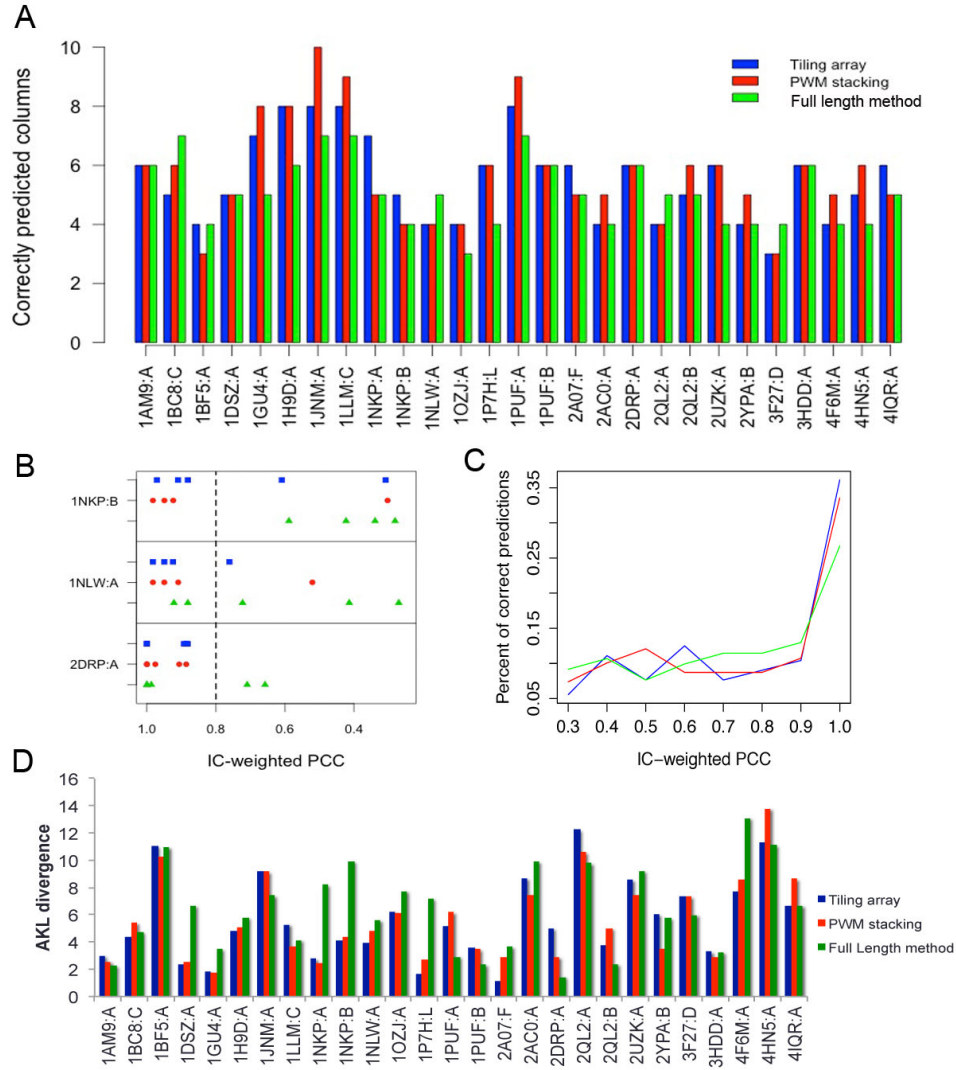 A
Correctly predicted columns
10
8
6
4
2
0
Tiling array
PWM stacking
Full length method
1AM9:A
1BC8:C
1BF5:A
1DSZ:A
1GU4:A
1H9D:A
1JNM:A
1LLM:C
1NKP:A
1NKP:B
1NLW:A
1OZJ:A
1P7H:L
1PUF:A
1PUF:B
2A07:F
2AC0:A
2DRP:A
2QL2:A
2QL2:B
2UZK:A
2YPA:B
3F27:D
3HDD:A
4F6M:A
4HN5:A
4IQR:A
B
1NKP:B
1NLW:A
2DRP:A
1.0 0.8 0.6 0.4
IC-weighted PCC
C
Percent of correct predictions
0.35
0.25
0.15
0.05
0.3 0.4 0.5 0.6 0.7 0.8 0.9 1.0
IC-weighted PCC
D
AKL divergence
16
14
12
10
8
6
4
2
0
Tiling array
PWM stacking
Full Length method
1AM9:A
1BC8:C
1BF5:A
1DSZ:A
1GU4:A
1H9D:A
1JNM:A
1LLM:C
1NKP:A
1NKP:B
1NLW:A
1OZJ:A
1P7H:L
1PUF:A
1PUF:B
2A07:F
2AC0:A
2DRP:A
2QL2:A
2QL2:B
2UZK:A
2YPA:B
3F27:D
3HDD:A
4F6M:A
4HN5:A
4IQR:A